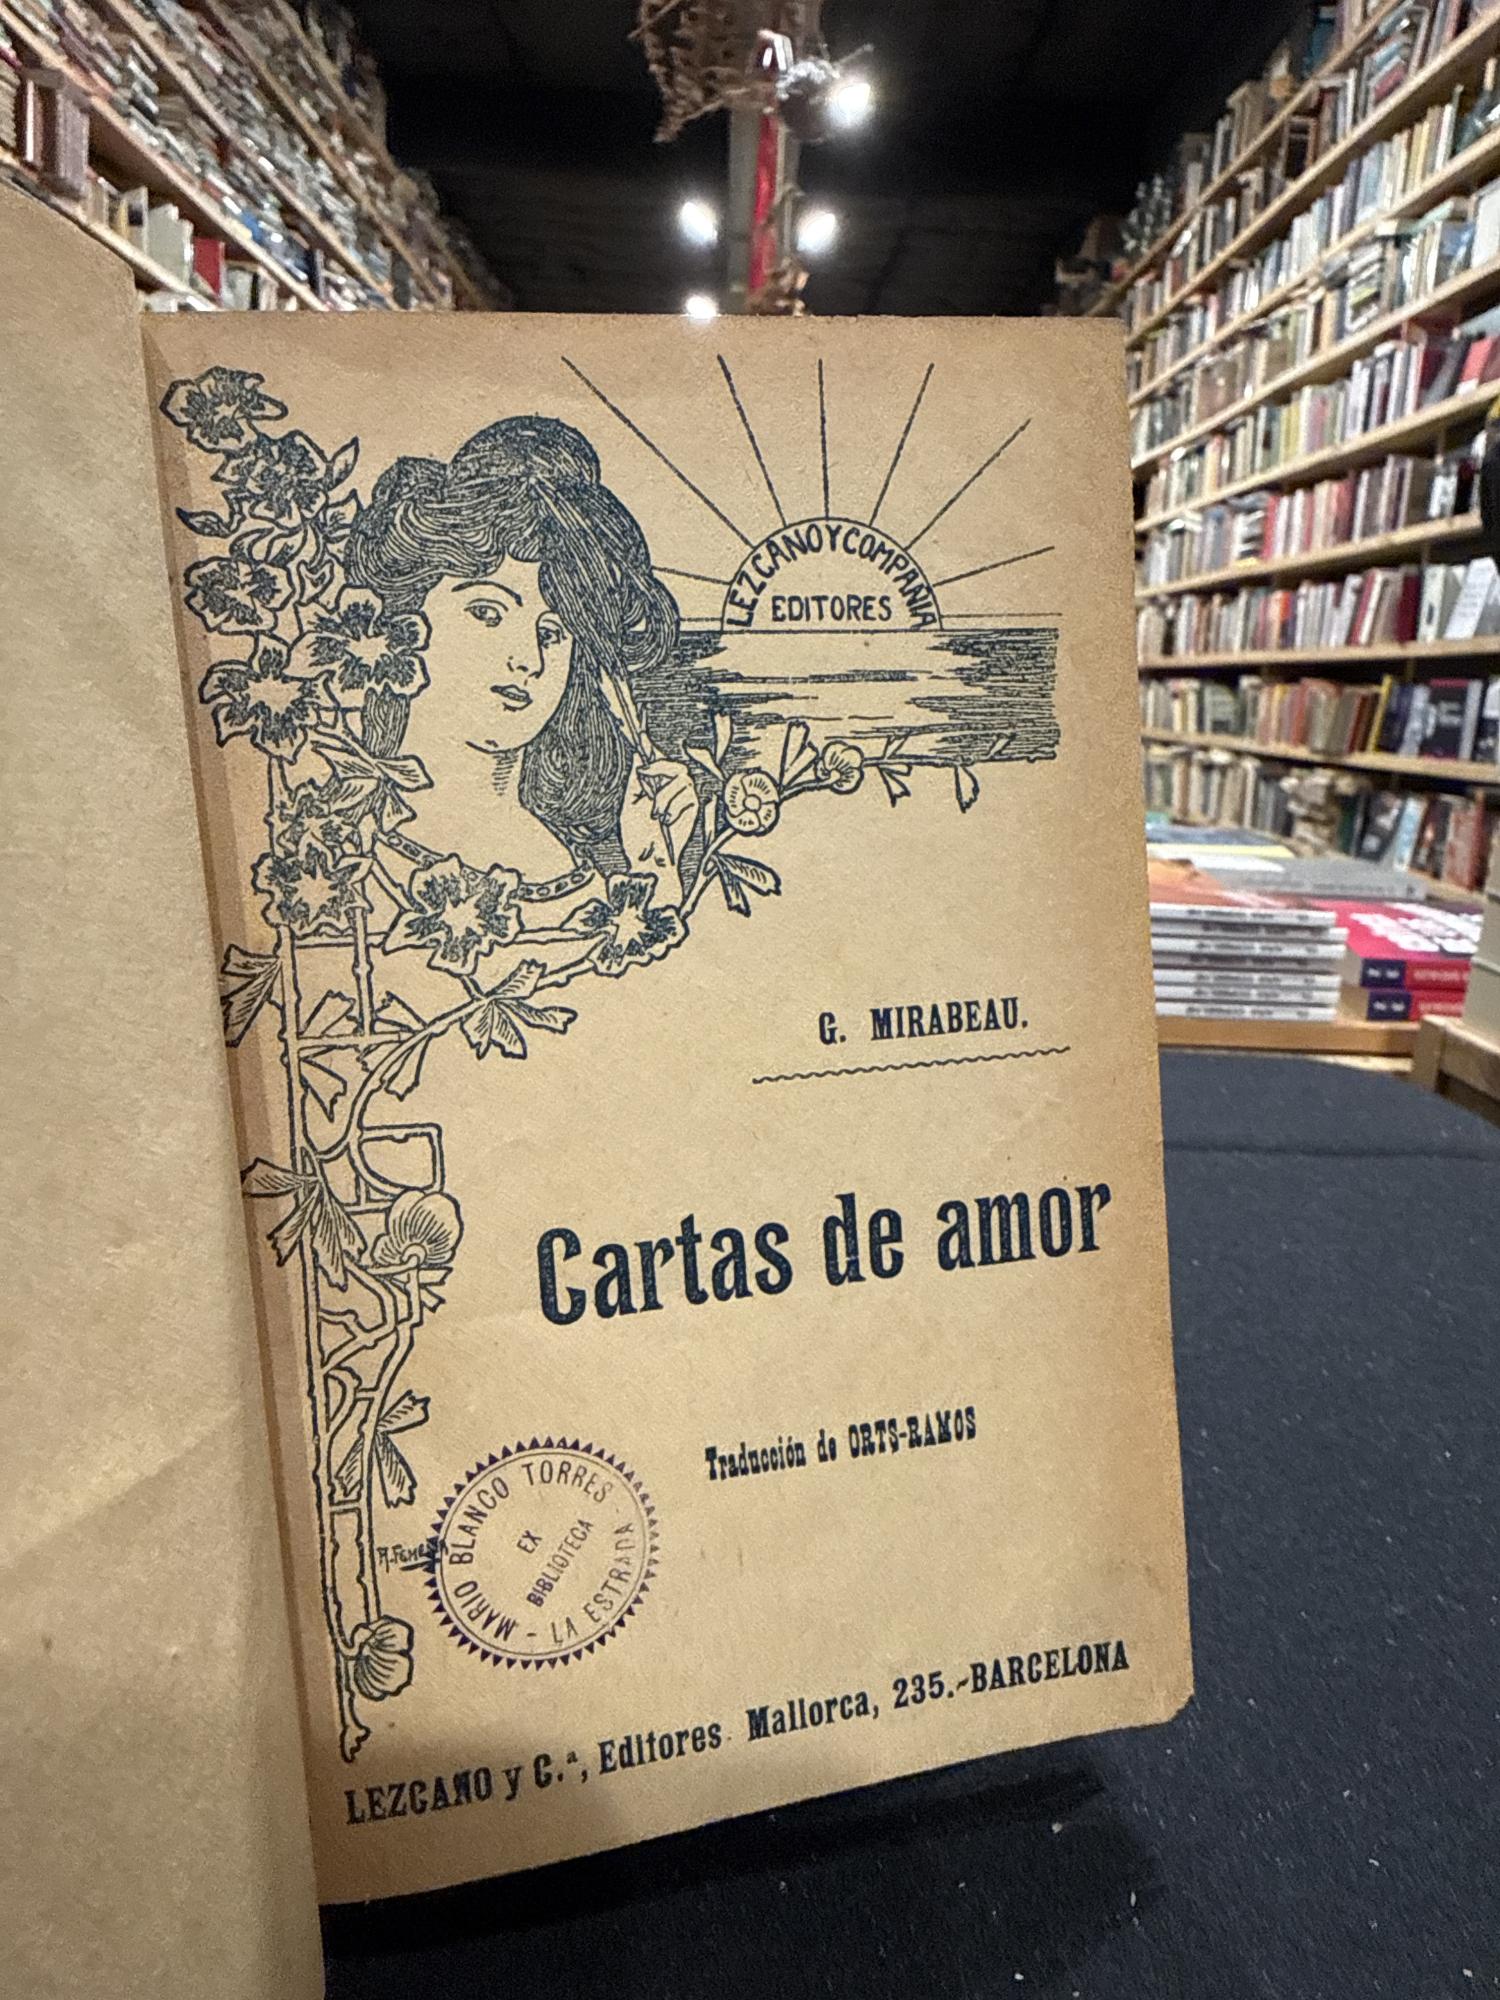 LEZCANO Y COMPAÑIA
EDITORES
G. MIRABEAU.
Cartas de amor
Traducción de ORTS-RAMOS
MARIO BLANCO TORRES - LA ESTRADA -
EX
BIBLIOTECA
LEZCANO y C.ª, Editores. Mallorca, 235.-BARCELONA